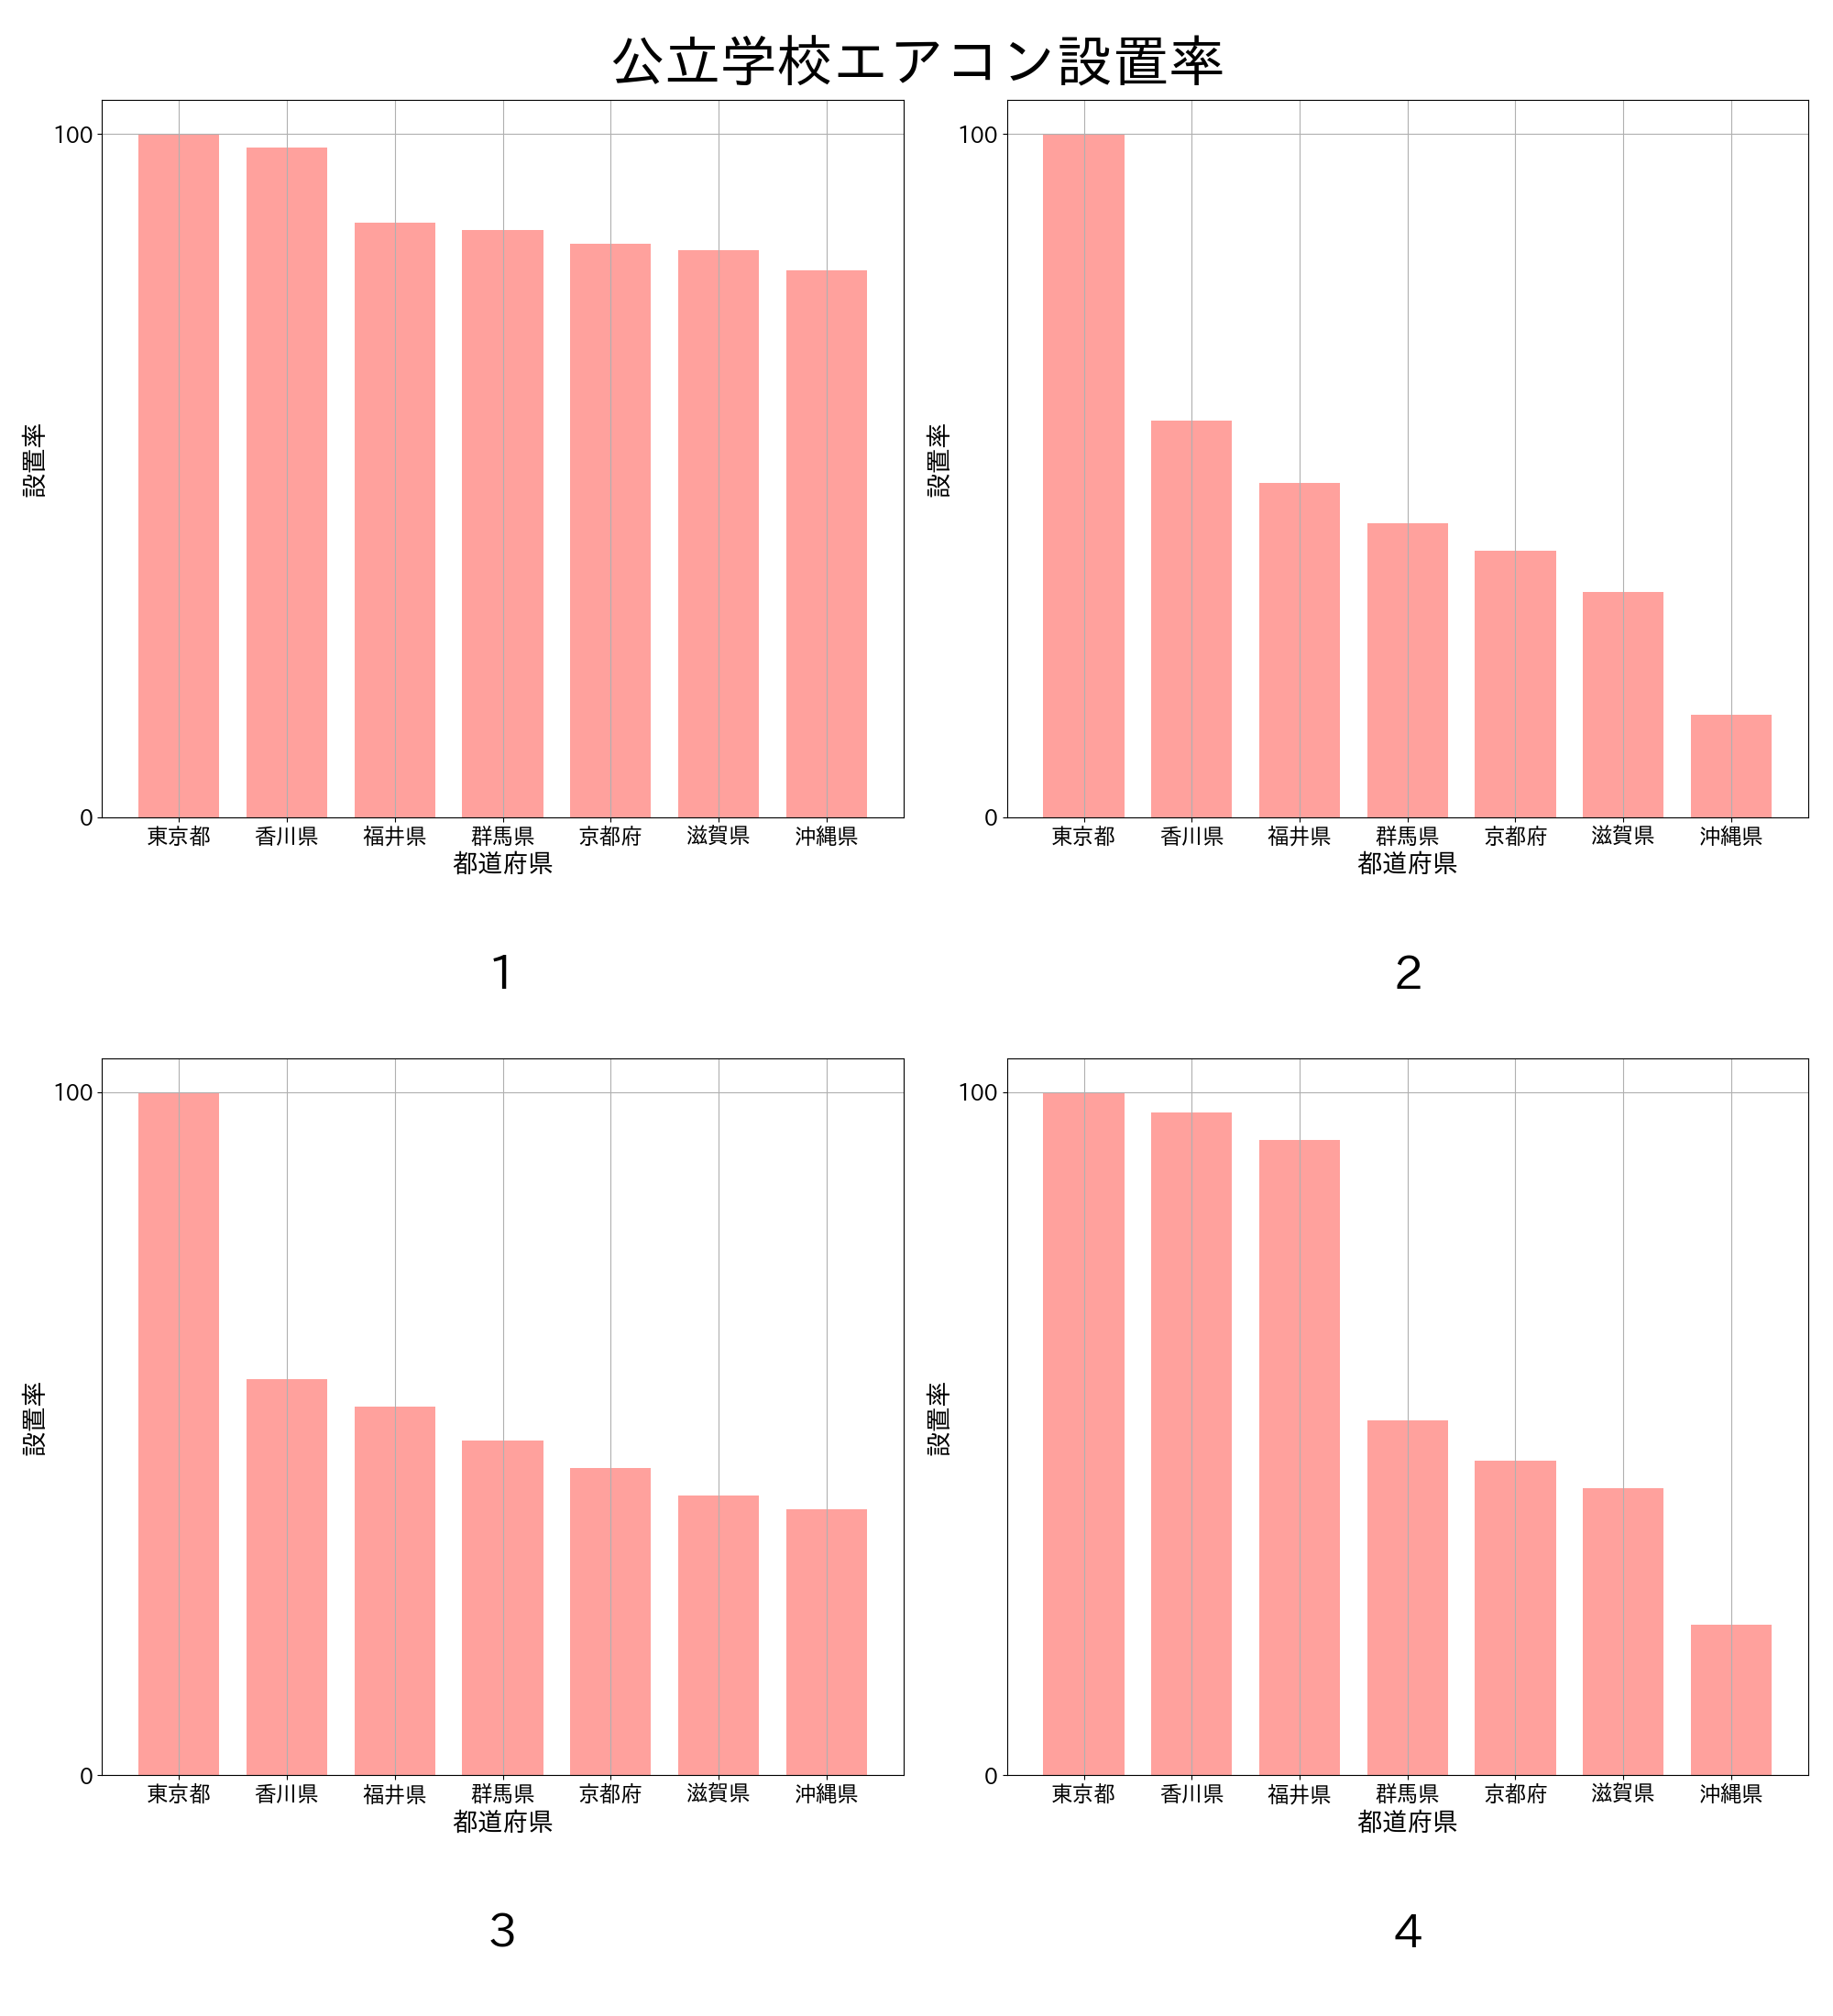 公立学校エアコン設置率
100
設置率
0
東京都 香川県 福井県 群馬県 京都府 滋賀県 沖縄県
都道府県
1
100
設置率
0
東京都 香川県 福井県 群馬県 京都府 滋賀県 沖縄県
都道府県
2
100
設置率
0
東京都 香川県 福井県 群馬県 京都府 滋賀県 沖縄県
都道府県
3
100
設置率
0
東京都 香川県 福井県 群馬県 京都府 滋賀県 沖縄県
都道府県
4